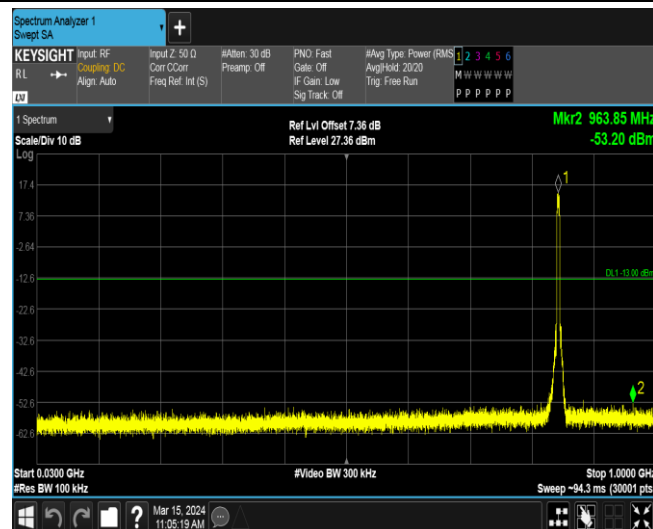 Spectrum Analyzer 1
Swept SA
+
KEYSIGHT
RL
LXI
Input: RF
Coupling: DC
Align: Auto
Input Z: 50 Ω
Corr CCorr
Freq Ref: Int (S)
#Atten: 30 dB
Preamp: Off
PNO: Fast
Gate: Off
IF Gain: Low
Sig Track: Off
#Avg Type: Power (RMS
Avg|Hold: 20/20
Trig: Free Run
1 2 3 4 5 6
M W W W W W
P P P P P P
1 Spectrum
Scale/Div 10 dB
Log
Ref Lvl Offset 7.36 dB
Ref Level 27.36 dBm
Mkr2 963.85 MHz
-53.20 dBm
17.4
7.36
-2.64
-12.6
-22.6
-32.6
-42.6
-52.6
-62.6
1
DL1 -13.00 dBm
2
Start 0.0300 GHz
#Res BW 100 kHz
#Video BW 300 kHz
Stop 1.0000 GHz
Sweep ~94.3 ms (30001 pts
?
Mar 15, 2024
11:05:19 AM